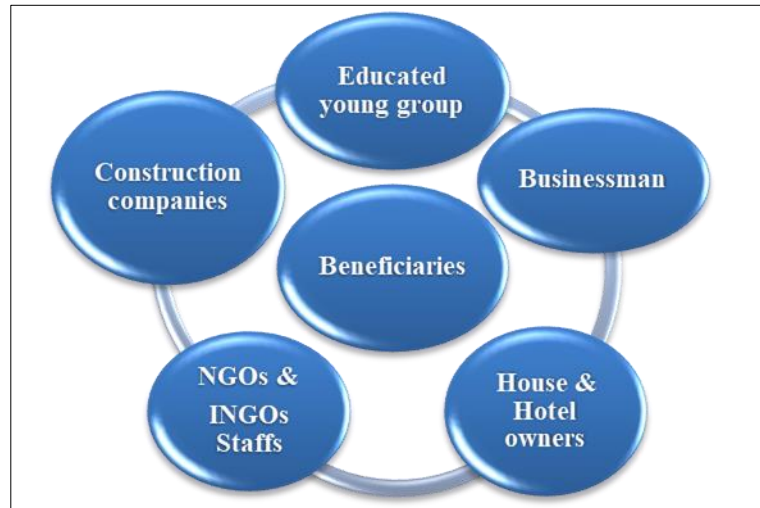 Educated
young group
Construction
companies
Businessman
Beneficiaries
NGOs &
INGOs
Staffs
House &
Hotel
owners